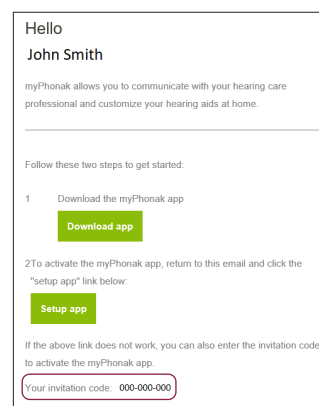 Hello
John Smith
myPhonak allows you to communicate with your hearing care
professional and customize your hearing aids at home.
Follow these two steps to get started:
1 Download the myPhonak app
Download app
2To activate the myPhonak app, return to this email and click the
"setup app" link below:
Setup app
If the above link does not work, you can also enter the invitation code
to activate the myPhonak app.
Your invitation code: 000-000-000